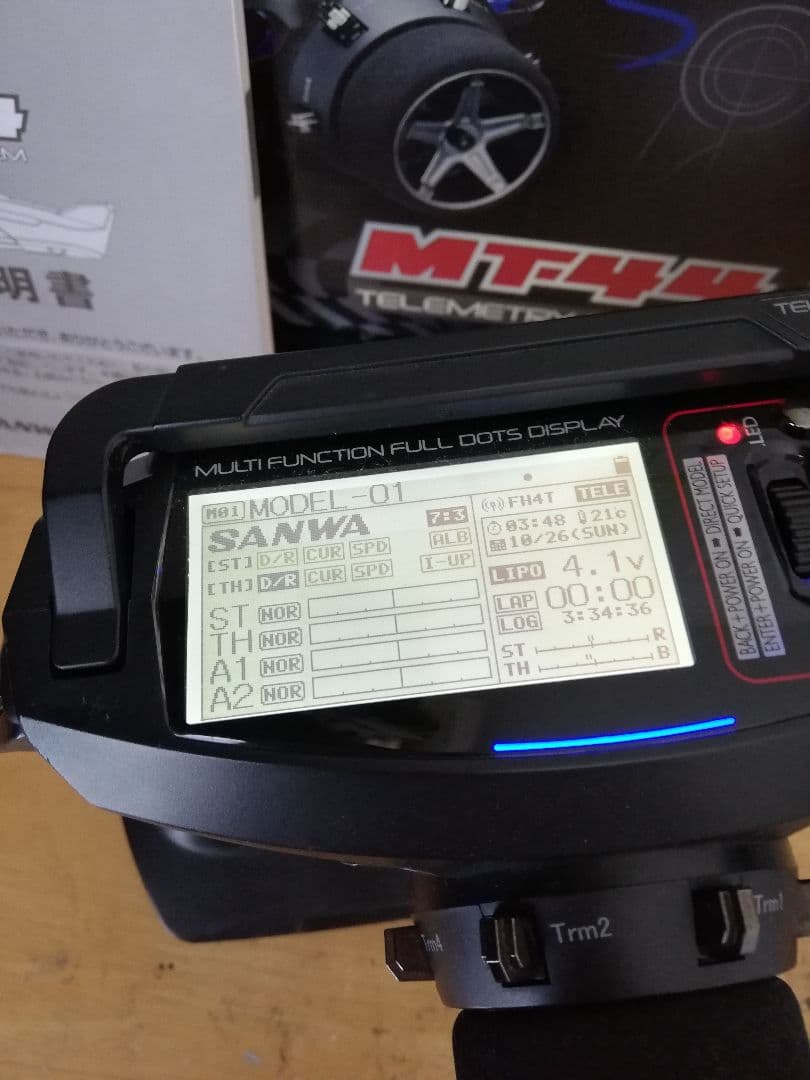 明書
MT-44
TELEMETRY
MULTI FUNCTION FULL DOTS DISPLAY
LED
BACK+POWER ON ➡ DIRECT MODEL
ENTER+POWER ON ➡ QUICK SETUP
M01 MODEL-01
FH4T TELE
SANWA 7:3
03:48 21c
10/26(SUN)
[ST] D/R CUR SPD ALB
[TH] D/R CUR SPD I-UP
LIPO 4.1v
LAP 00:00
LOG 3:34:36
ST NOR
TH NOR
A1 NOR
A2 NOR
ST R
TH B
Trm4
Trm2
Trm1